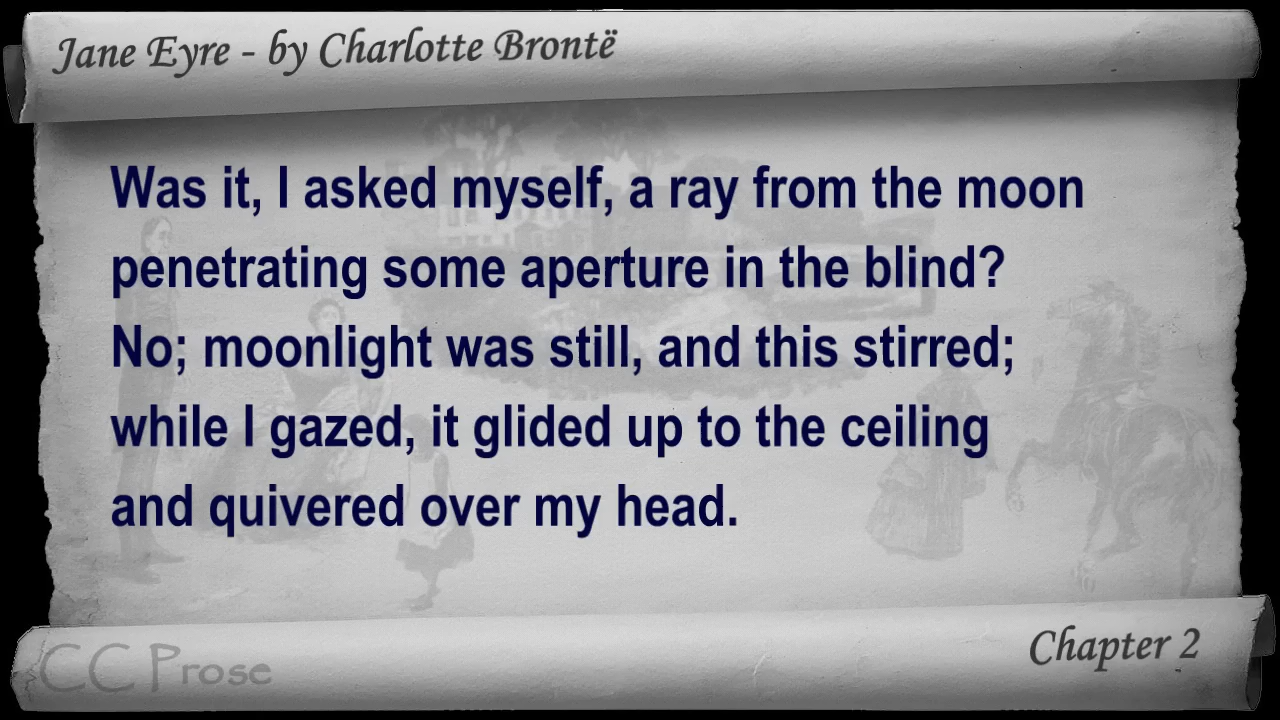 Jane Eyre - by Charlotte Brontë
Was it, I asked myself, a ray from the moon
penetrating some aperture in the blind?
No; moonlight was still, and this stirred;
while I gazed, it glided up to the ceiling
and quivered over my head.
CC Prose
Chapter 2